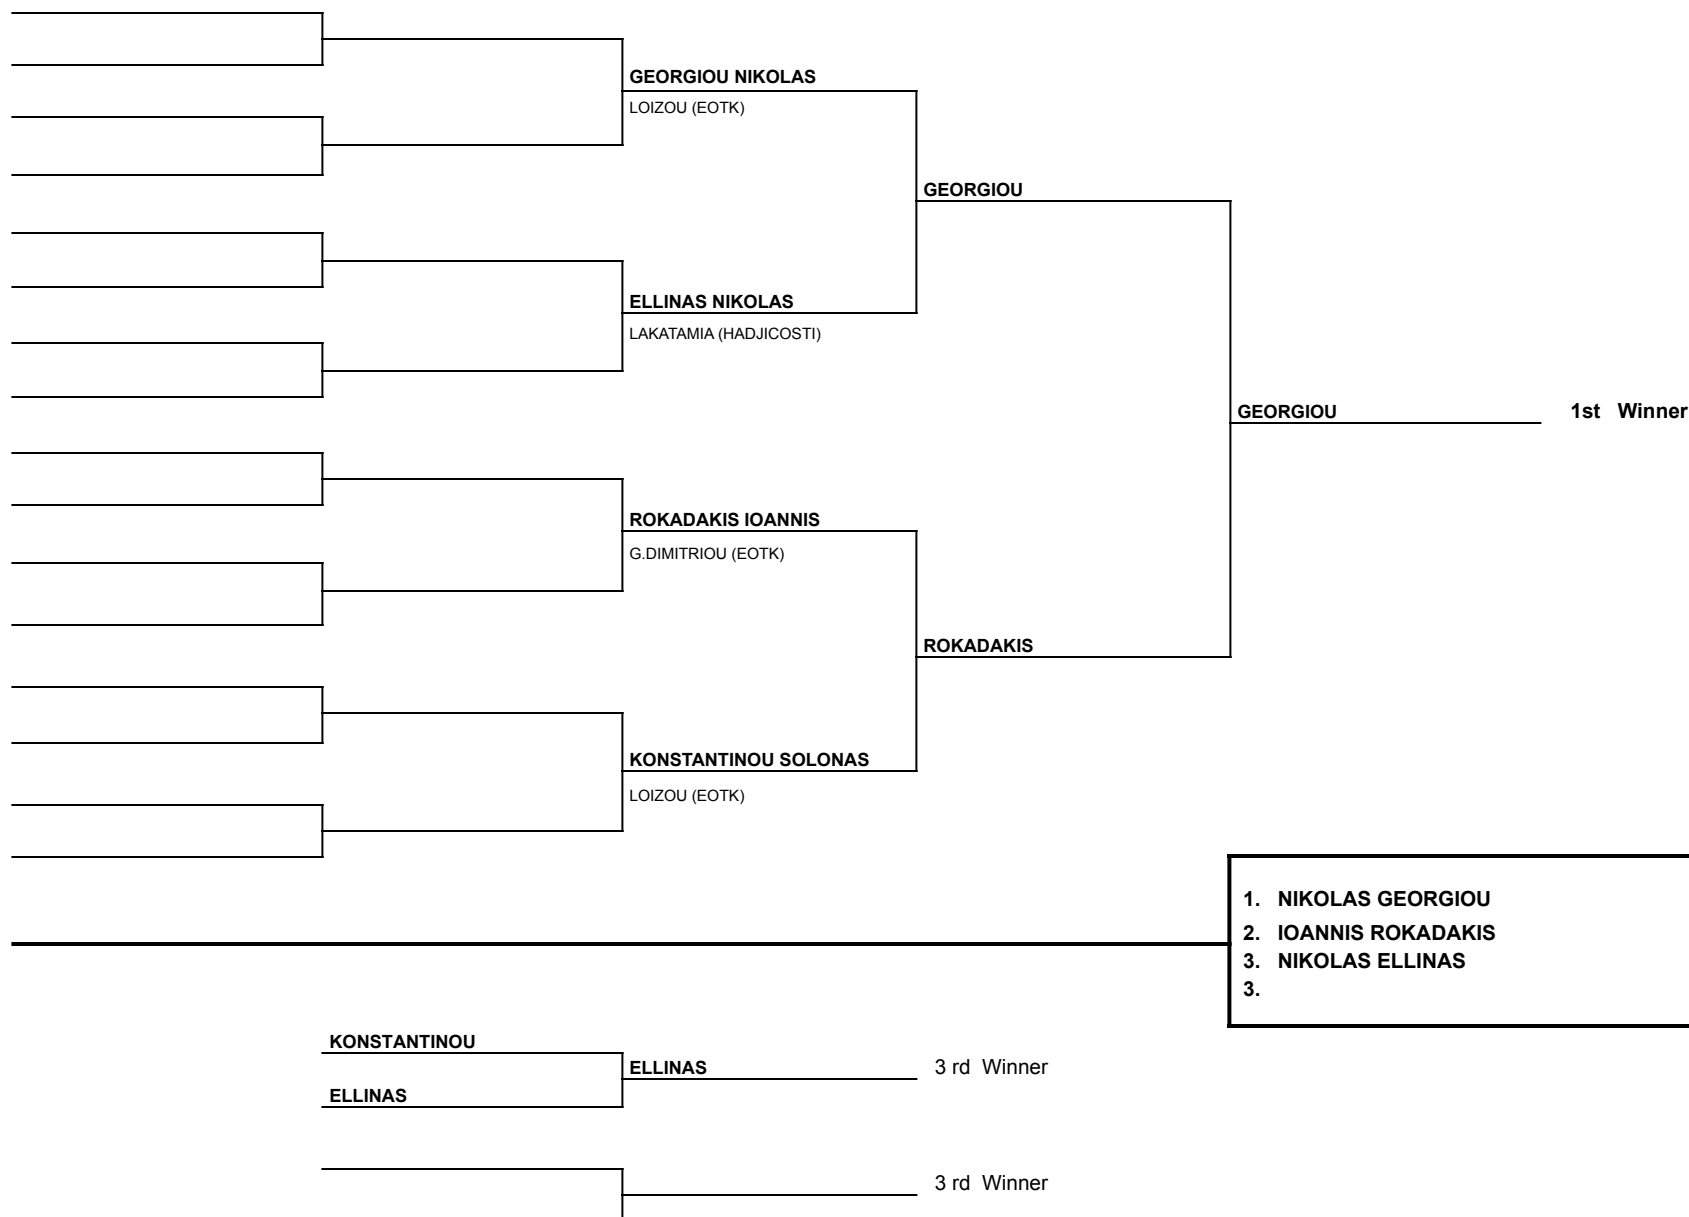 GEORGIOU NIKOLAS
LOIZOU (EOTK)
GEORGIOU
ELLINAS NIKOLAS
LAKATAMIA (HADJICOSTI)
GEORGIOU
1st Winner
ROKADAKIS IOANNIS
G.DIMITRIOU (EOTK)
ROKADAKIS
KONSTANTINOU SOLONAS
LOIZOU (EOTK)
1. NIKOLAS GEORGIOU
2. IOANNIS ROKADAKIS
3. NIKOLAS ELLINAS
3.
KONSTANTINOU
ELLINAS
3 rd Winner
ELLINAS
3 rd Winner